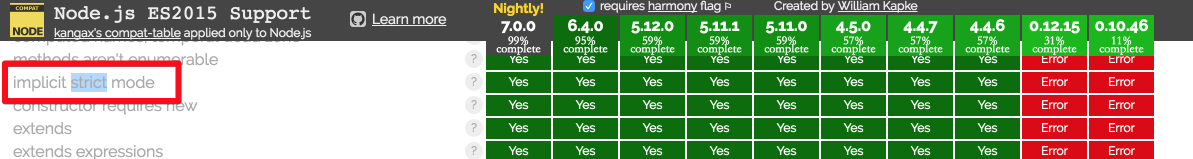 COMPAT
NODE
Node.js ES2015 Support
kangax's compat-table applied only to Node.js
Learn more
Nightly!
requires harmony flag
Created by William Kapke
7.0.0 6.4.0 5.12.0 5.11.1 5.11.0 4.5.0 4.4.7 4.4.6 0.12.15 0.10.46
99% 95% 59% 59% 59% 57% 57% 57% 31% 11%
complete complete complete complete complete complete complete complete complete complete
methods aren't enumerable ? Yes Yes Yes Yes Yes Yes Yes Yes Error Error
implicit strict mode ? Yes Yes Yes Yes Yes Yes Yes Yes Error Error
constructor requires new ? Yes Yes Yes Yes Yes Yes Yes Yes Error Error
extends ? Yes Yes Yes Yes Yes Yes Yes Yes Error Error
extends expressions ? Yes Yes Yes Yes Yes Yes Yes Yes Error Error